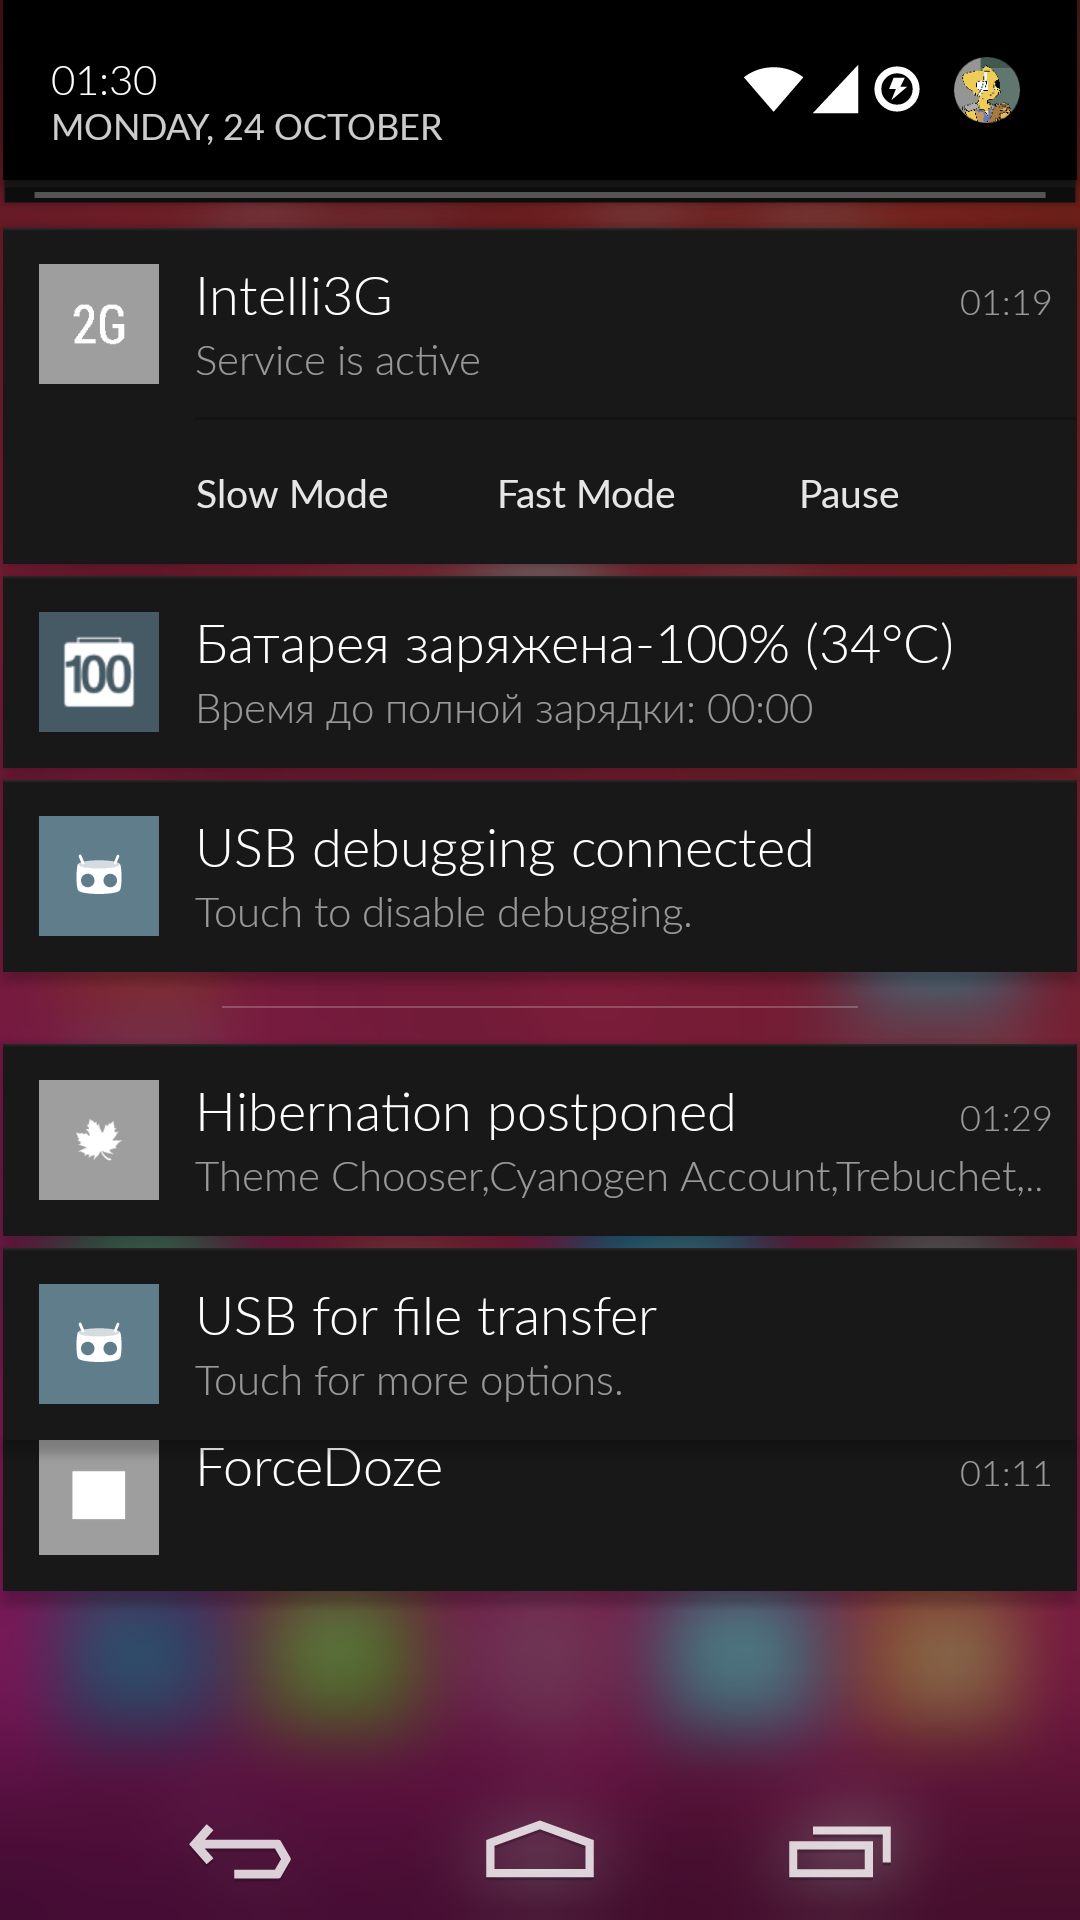 01:30
MONDAY, 24 OCTOBER
2G
Intelli3G
01:19
Service is active
Slow Mode
Fast Mode
Pause
100
Батарея заряжена-100% (34°C)
Время до полной зарядки: 00:00
USB debugging connected
Touch to disable debugging.
Hibernation postponed
01:29
Theme Chooser,Cyanogen Account,Trebuchet,..
USB for file transfer
Touch for more options.
ForceDoze
01:11